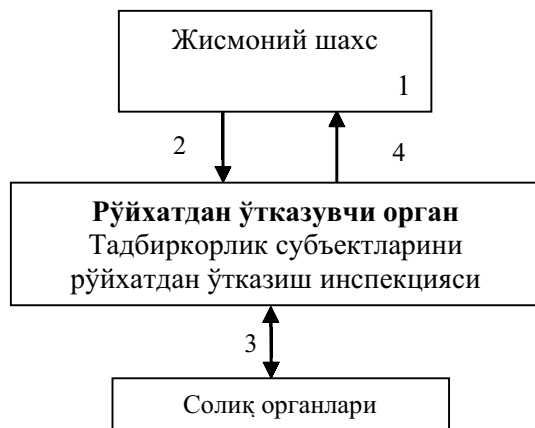 Жисмоний шахс
1
2
4
Рўйхатдан ўтказувчи орган
Тадбиркорлик субъектларини
рўйхатдан ўтказиш инспекцияси
3
Солиқ органлари